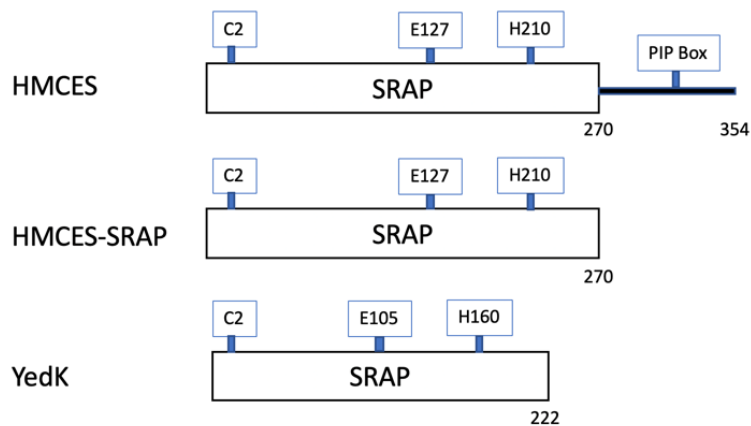 C2 E127 H210 PIP Box
HMCES SRAP
270 354
C2 E127 H210
HMCES-SRAP SRAP
270
C2 E105 H160
YedK SRAP
222